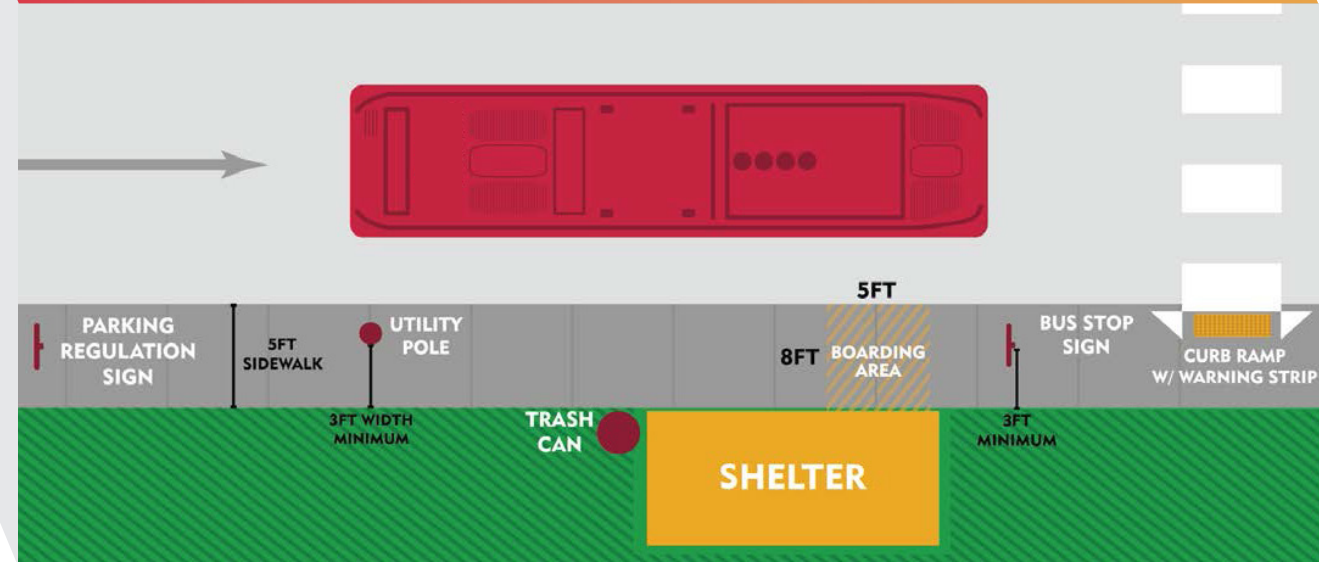 5FT
PARKING
REGULATION
SIGN
5FT
SIDEWALK
UTILITY
POLE
8FT
BOARDING
AREA
BUS STOP
SIGN
CURB RAMP
W/ WARNING STRIP
3FT WIDTH
MINIMUM
TRASH
CAN
3FT
MINIMUM
SHELTER